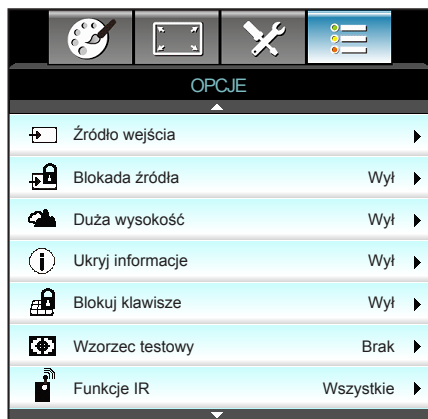 OPCJE
Źródło wejścia
Blokada źródła Wył
Duża wysokość Wył
Ukryj informacje Wył
Blokuj klawisze Wył
Wzorzec testowy Brak
Funkcje IR Wszystkie